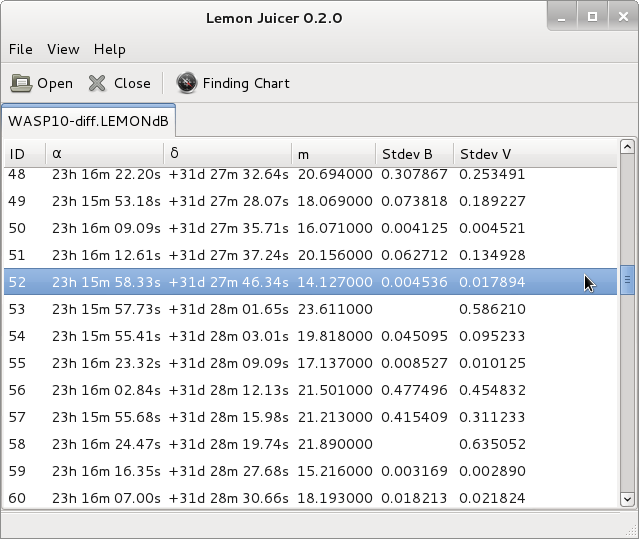 Lemon Juicer 0.2.0
File View Help
Open Close Finding Chart
WASP10-diff.LEMONdB
ID α δ m Stdev B Stdev V
48 23h 16m 22.20s +31d 27m 32.64s 20.694000 0.307867 0.253491
49 23h 15m 53.18s +31d 27m 28.07s 18.069000 0.073818 0.189227
50 23h 16m 09.09s +31d 27m 35.71s 16.071000 0.004125 0.004521
51 23h 16m 12.61s +31d 27m 37.24s 20.156000 0.062712 0.134928
52 23h 15m 58.33s +31d 27m 46.34s 14.127000 0.004536 0.017894
53 23h 15m 57.73s +31d 28m 01.65s 23.611000 0.586210
54 23h 15m 55.41s +31d 28m 03.01s 19.818000 0.045095 0.095233
55 23h 16m 23.32s +31d 28m 09.09s 17.137000 0.008527 0.010125
56 23h 16m 02.84s +31d 28m 12.13s 21.501000 0.477496 0.454832
57 23h 15m 55.68s +31d 28m 15.98s 21.213000 0.415409 0.311233
58 23h 16m 24.47s +31d 28m 19.74s 21.890000 0.635052
59 23h 16m 16.35s +31d 28m 27.68s 15.216000 0.003169 0.002890
60 23h 16m 07.00s +31d 28m 30.66s 18.193000 0.018213 0.021824